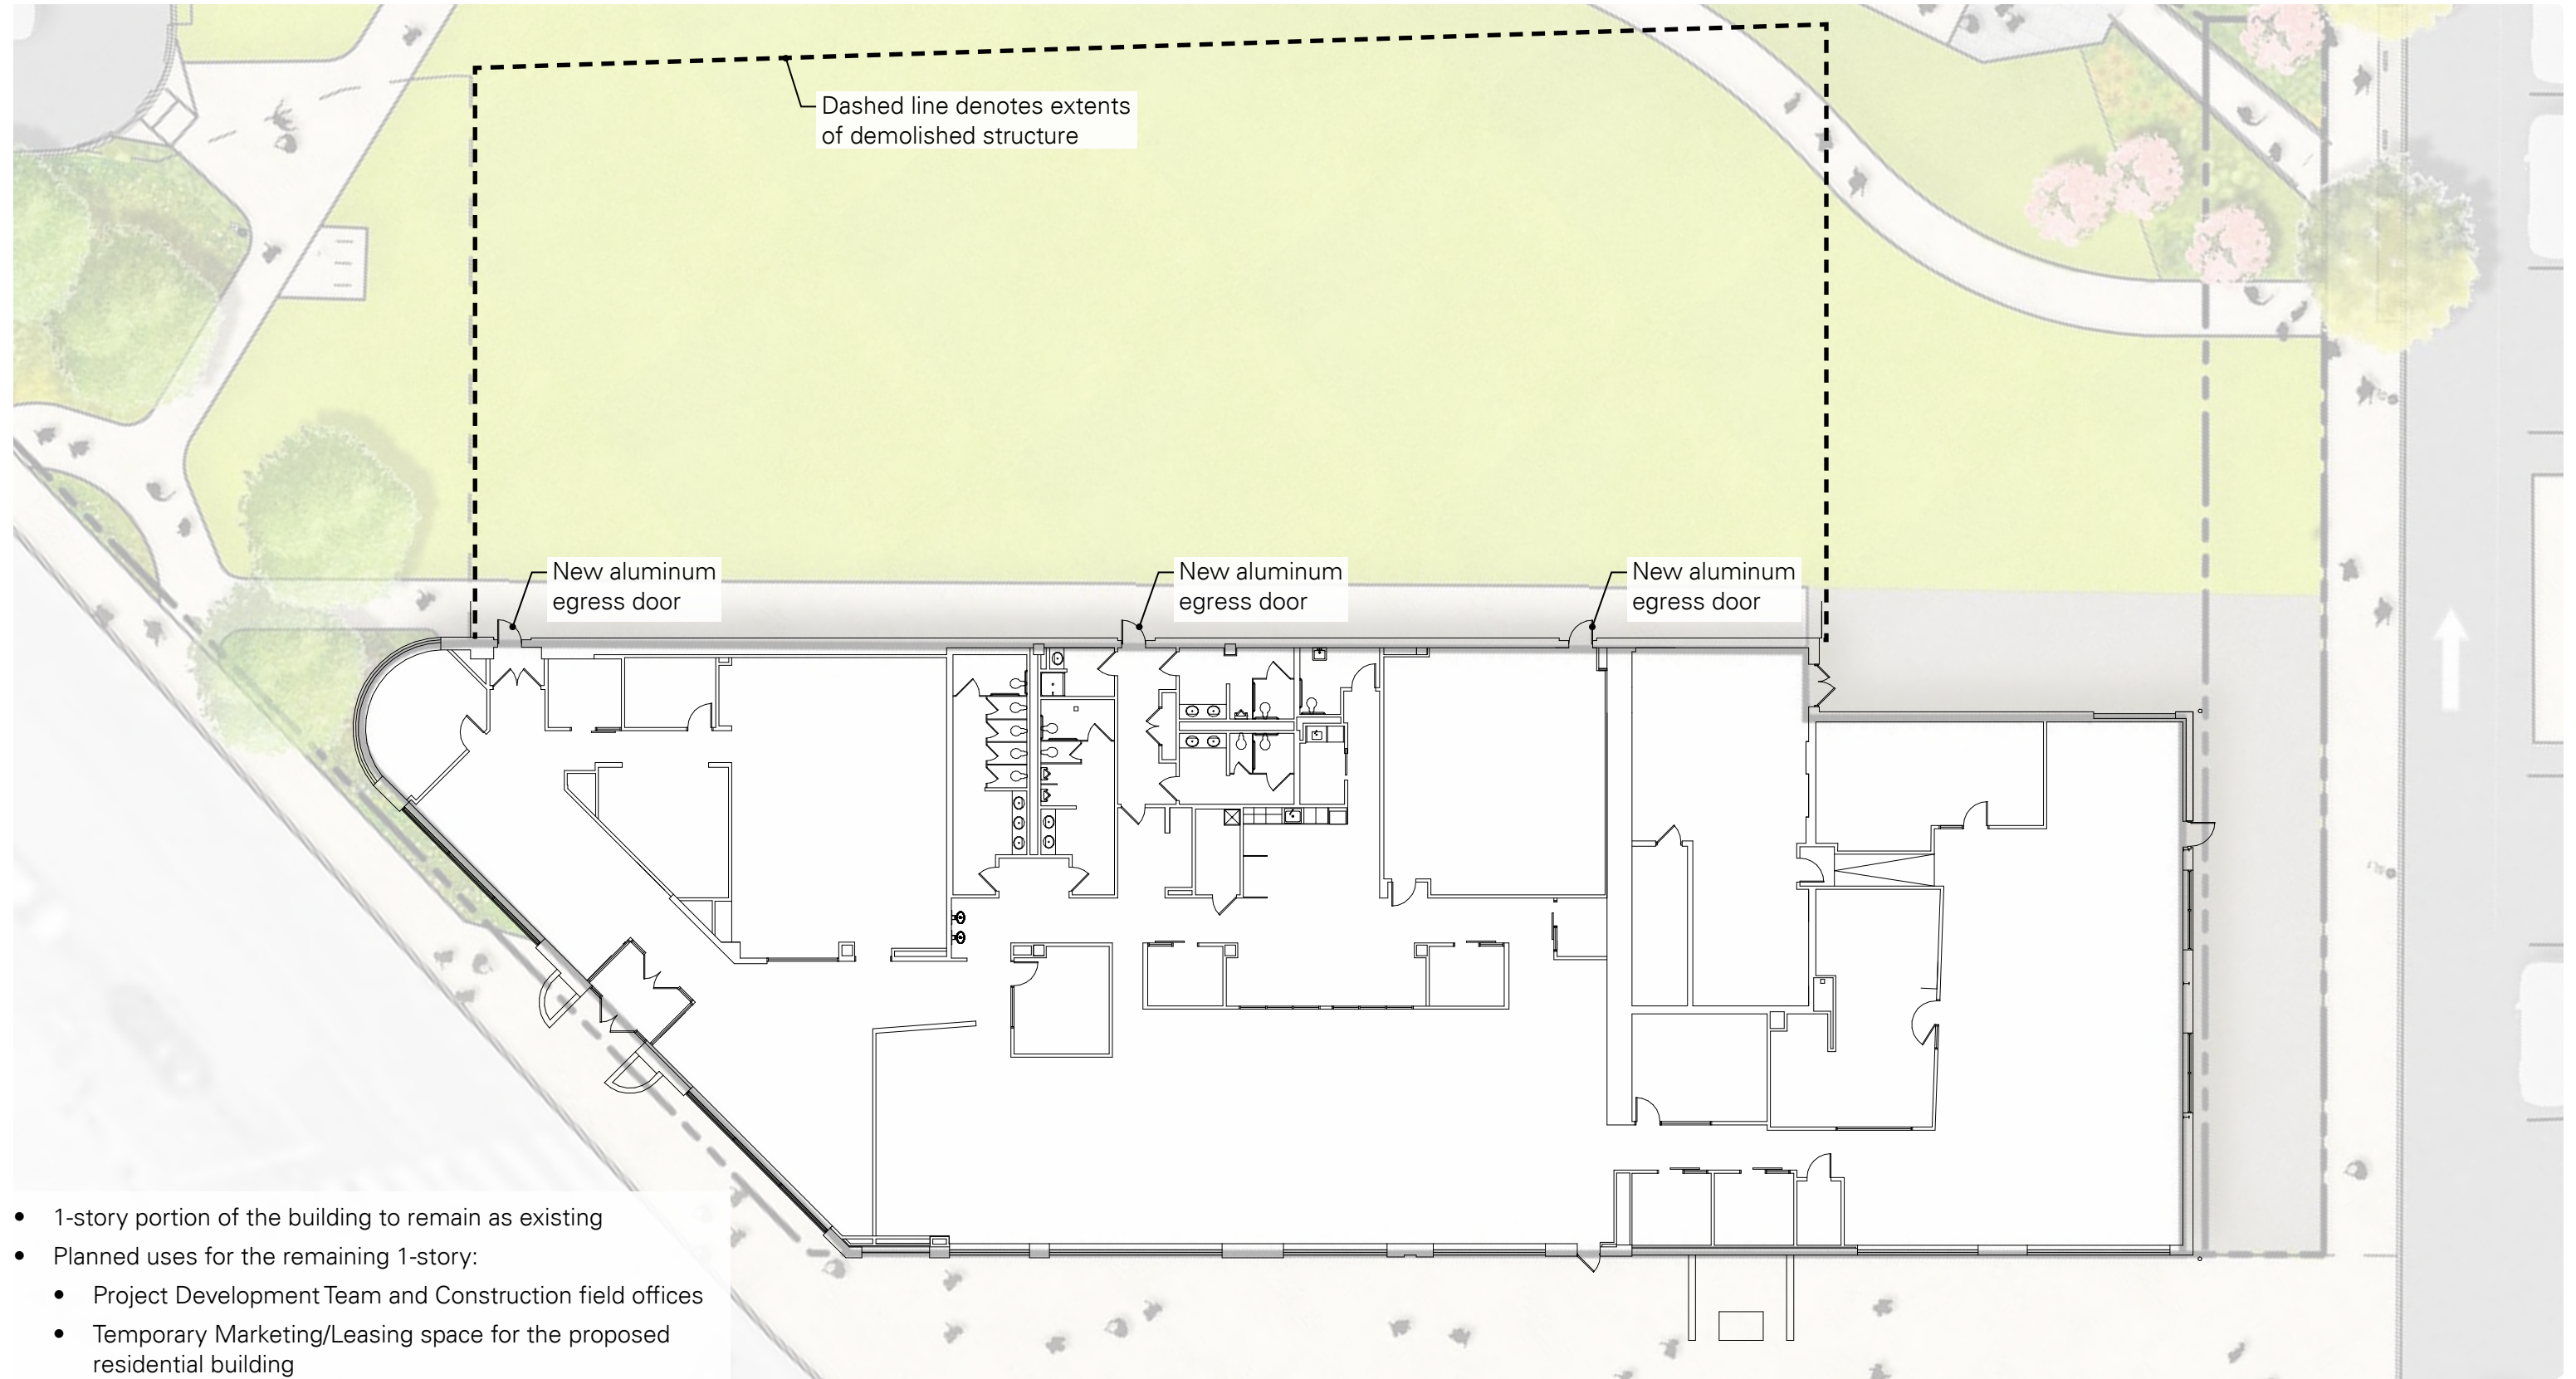 Dashed line denotes extents
of demolished structure
New aluminum
egress door
New aluminum
egress door
New aluminum
egress door
• 1-story portion of the building to remain as existing
• Planned uses for the remaining 1-story:
• Project Development Team and Construction field offices
• Temporary Marketing/Leasing space for the proposed
residential building